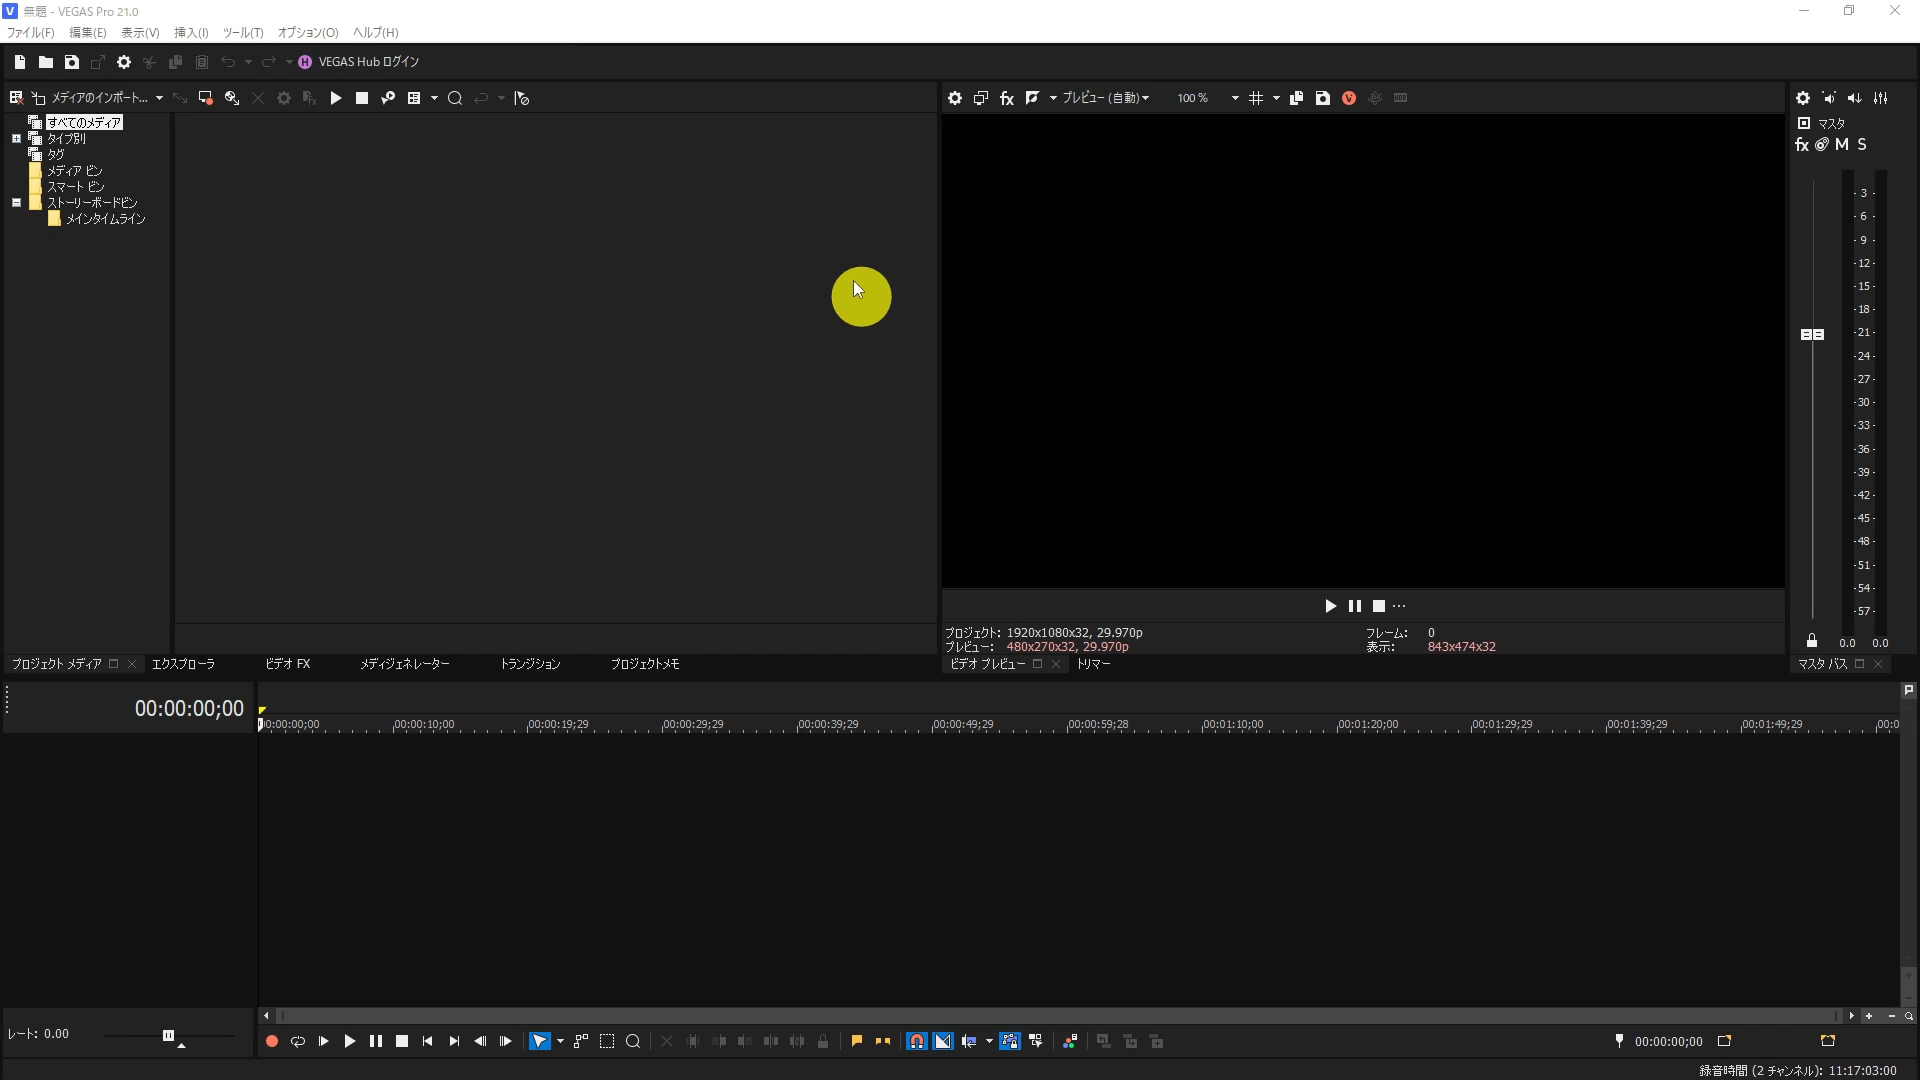 無題 - VEGAS Pro 21.0
ファイル(F) 編集(E) 表示(V) 挿入(I) ツール(T) オプション(O) ヘルプ(H)
VEGAS Hub ログイン
メディアのインポート...
プレビュー (自動)
100 %
すべてのメディア
タイプ別
タグ
メディア ビン
スマート ビン
ストーリーボードビン
メインタイムライン
マスタ
fx M S
- 3 -
- 6 -
- 9 -
-12-
-15-
-18-
-21-
-24-
-27-
-30-
-33-
-36-
-39-
-42-
-45-
-48-
-51-
-54-
-57-
0.0 0.0
プロジェクト: 1920x1080x32, 29.970p
フレーム: 0
プレビュー: 480x270x32, 29.970p
表示: 843x474x32
プロジェクト メディア エクスプローラ ビデオ FX メディジェネレーター トランジション プロジェクトメモ
ビデオ プレビュー トリマー
マスタ バス
00:00:00;00
00:00:00;00 00:00:10;00 00:00:19;29 00:00:29;29 00:00:39;29 00:00:49;29 00:00:59;28 00:01:10;00 00:01:20;00 00:01:29;29 00:01:39;29 00:01:49;29 00:0
レート: 0.00
00:00:00;00
録音時間 (2 チャンネル): 11:17:03:00